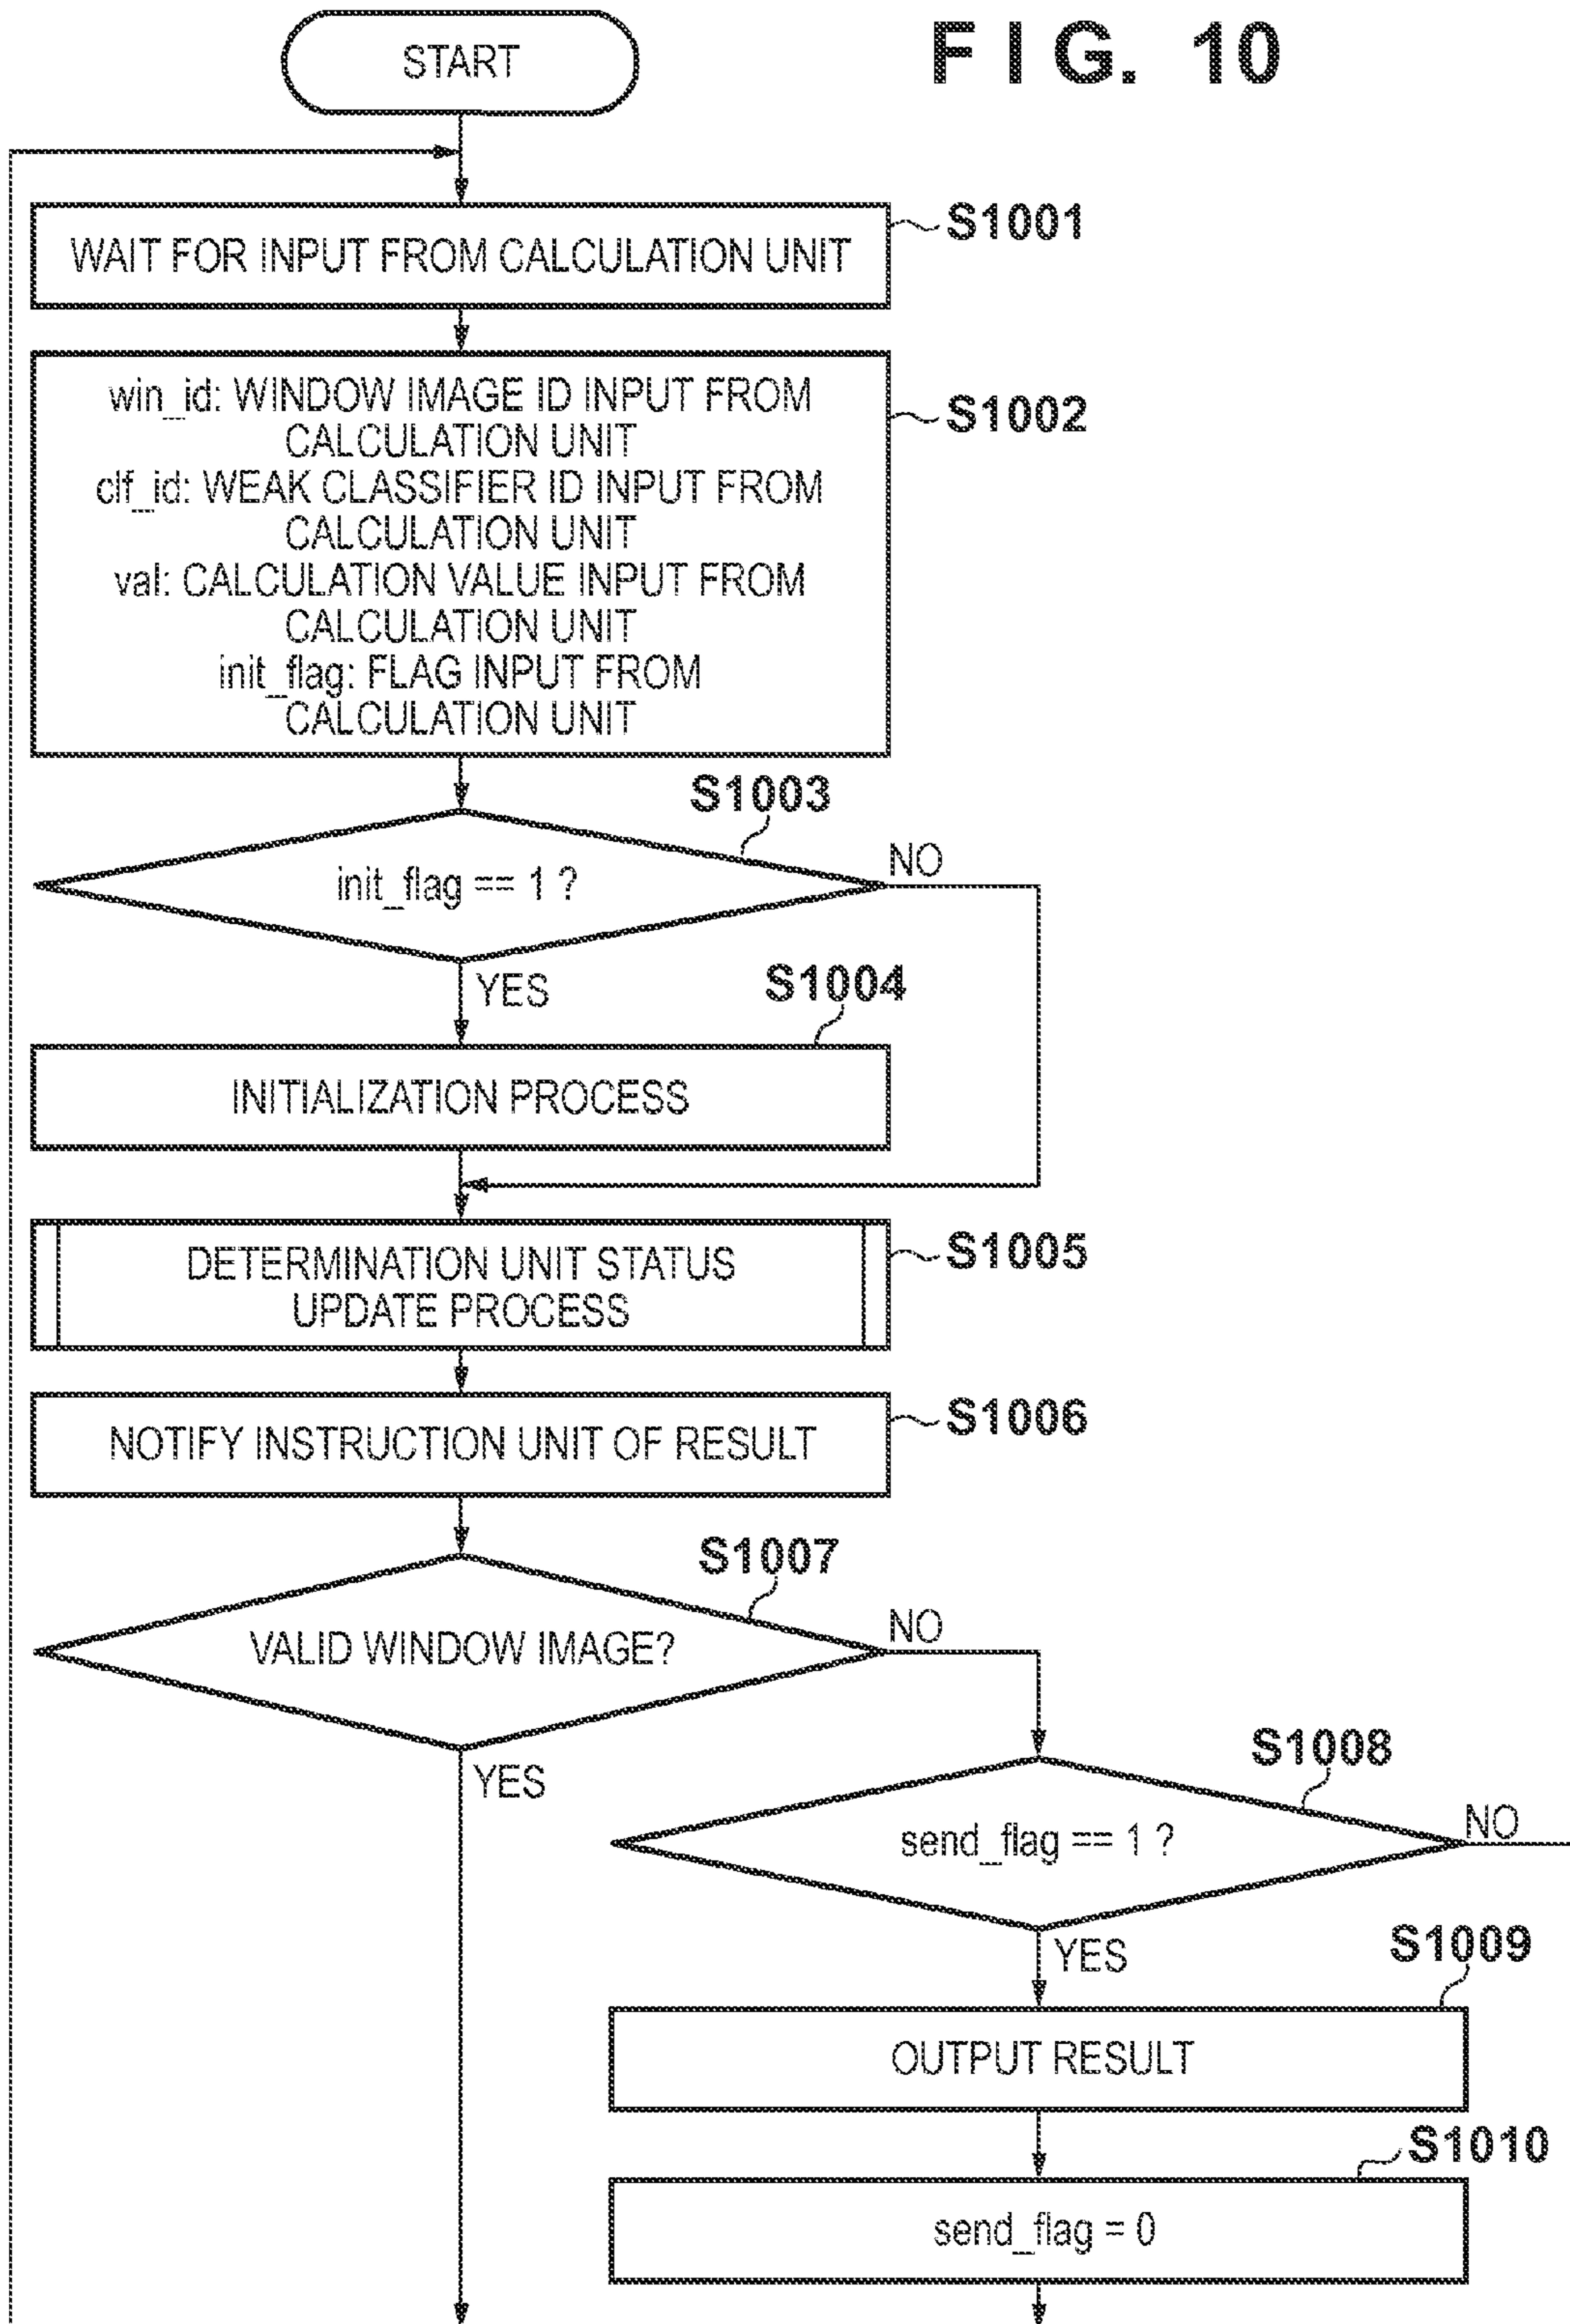 START
FIG. 10
WAIT FOR INPUT FROM CALCULATION UNIT
S1001
win_id: WINDOW IMAGE ID INPUT FROM
CALCULATION UNIT
clf_id: WEAK CLASSIFIER ID INPUT FROM
CALCULATION UNIT
val: CALCULATION VALUE INPUT FROM
CALCULATION UNIT
init_flag: FLAG INPUT FROM
CALCULATION UNIT
S1002
S1003
init_flag == 1 ?
NO
YES
S1004
INITIALIZATION PROCESS
DETERMINATION UNIT STATUS
UPDATE PROCESS
S1005
NOTIFY INSTRUCTION UNIT OF RESULT
S1006
S1007
VALID WINDOW IMAGE?
NO
YES
S1008
send_flag == 1 ?
NO
YES
S1009
OUTPUT RESULT
S1010
send_flag = 0